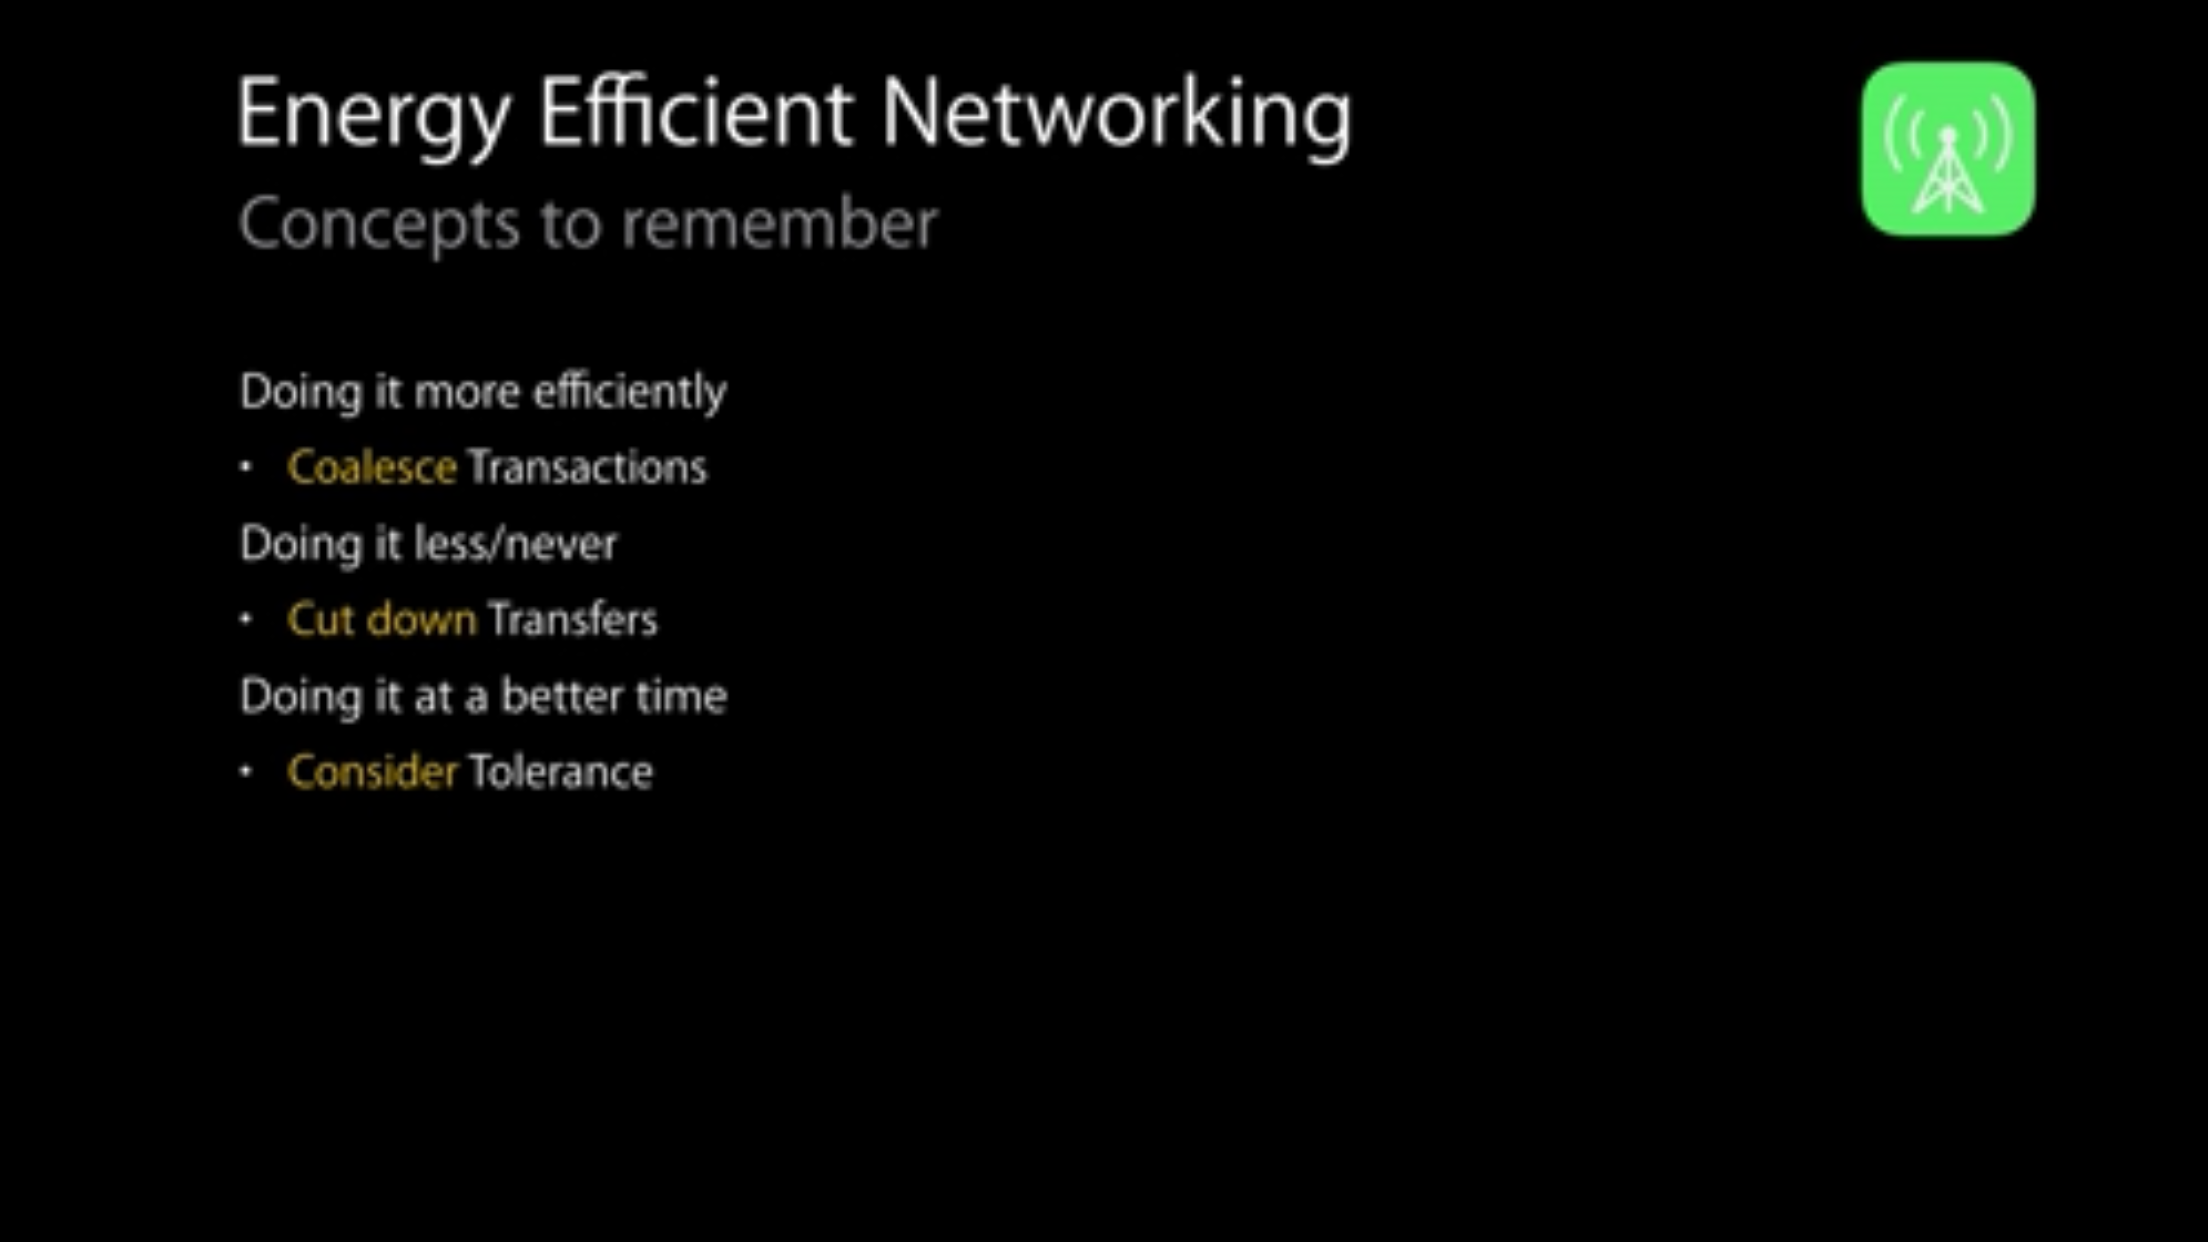 Energy Efficient Networking
Concepts to remember
Doing it more efficiently
• Coalesce Transactions
Doing it less/never
• Cut down Transfers
Doing it at a better time
• Consider Tolerance